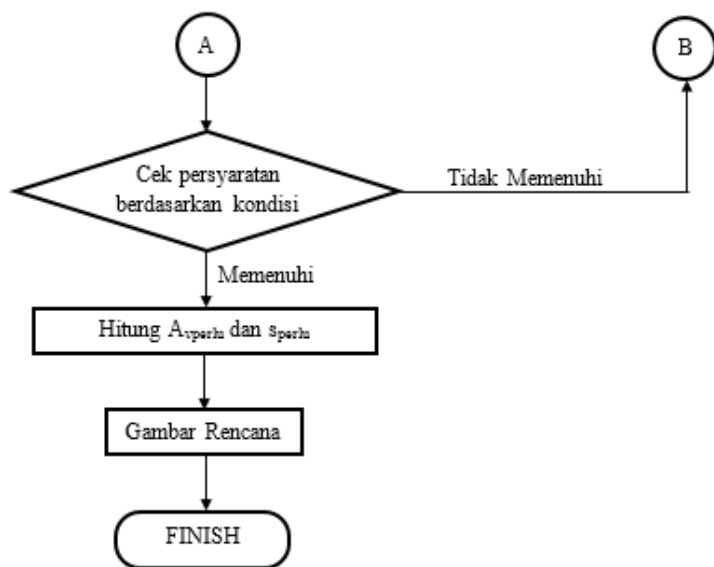 A
B
Cek persyaratan
berdasarkan kondisi
Tidak Memenuhi
Memenuhi
Hitung Avperlu dan sperlu
Gambar Rencana
FINISH